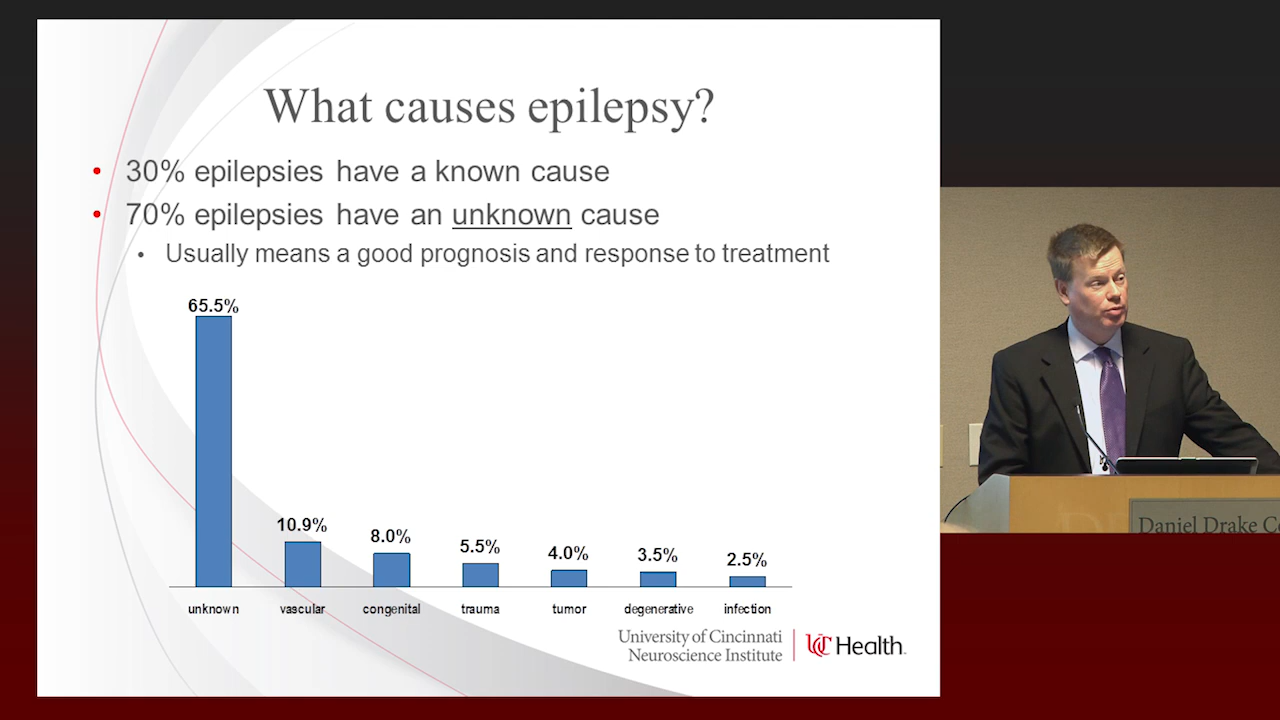 What causes epilepsy?
• 30% epilepsies have a known cause
• 70% epilepsies have an unknown cause
• Usually means a good prognosis and response to treatment
65.5%
10.9%
8.0%
5.5%
4.0%
3.5%
2.5%
unknown
vascular
congenital
trauma
tumor
degenerative
infection
University of Cincinnati
Neuroscience Institute
UC Health
Daniel Drake C